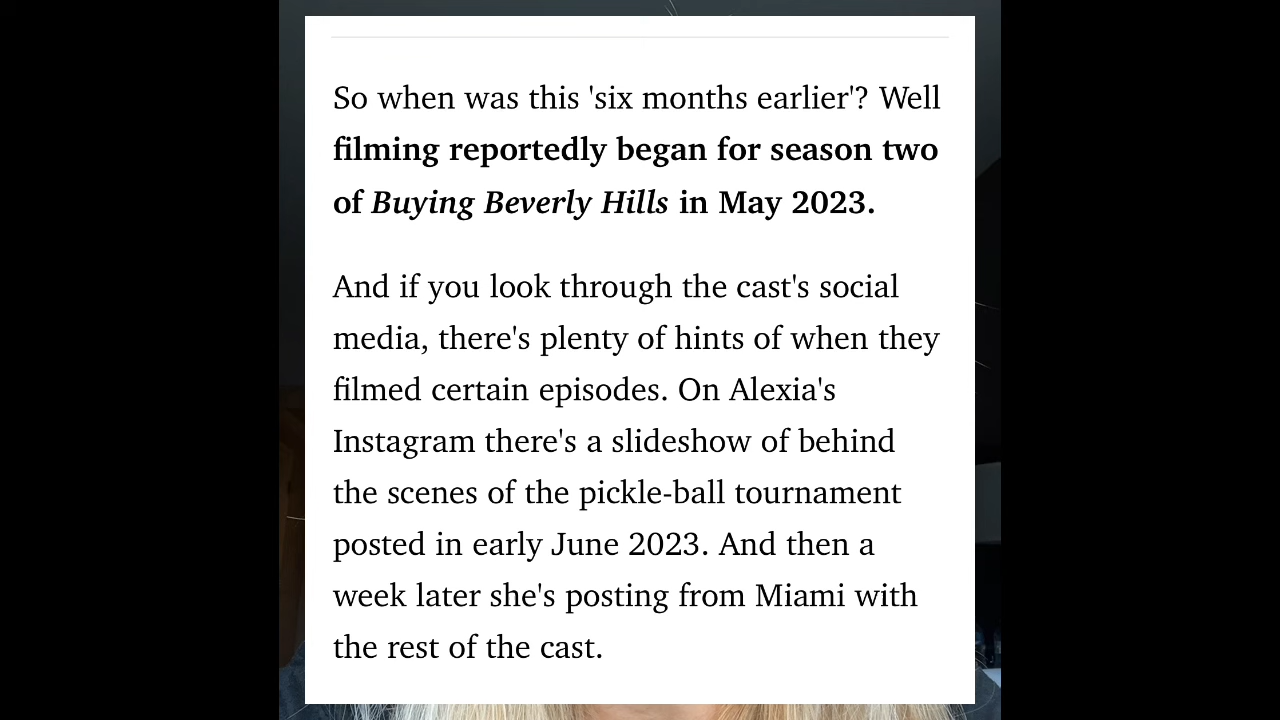 So when was this 'six months earlier'? Well
filming reportedly began for season two
of Buying Beverly Hills in May 2023.
And if you look through the cast's social
media, there's plenty of hints of when they
filmed certain episodes. On Alexia's
Instagram there's a slideshow of behind
the scenes of the pickle-ball tournament
posted in early June 2023. And then a
week later she's posting from Miami with
the rest of the cast.